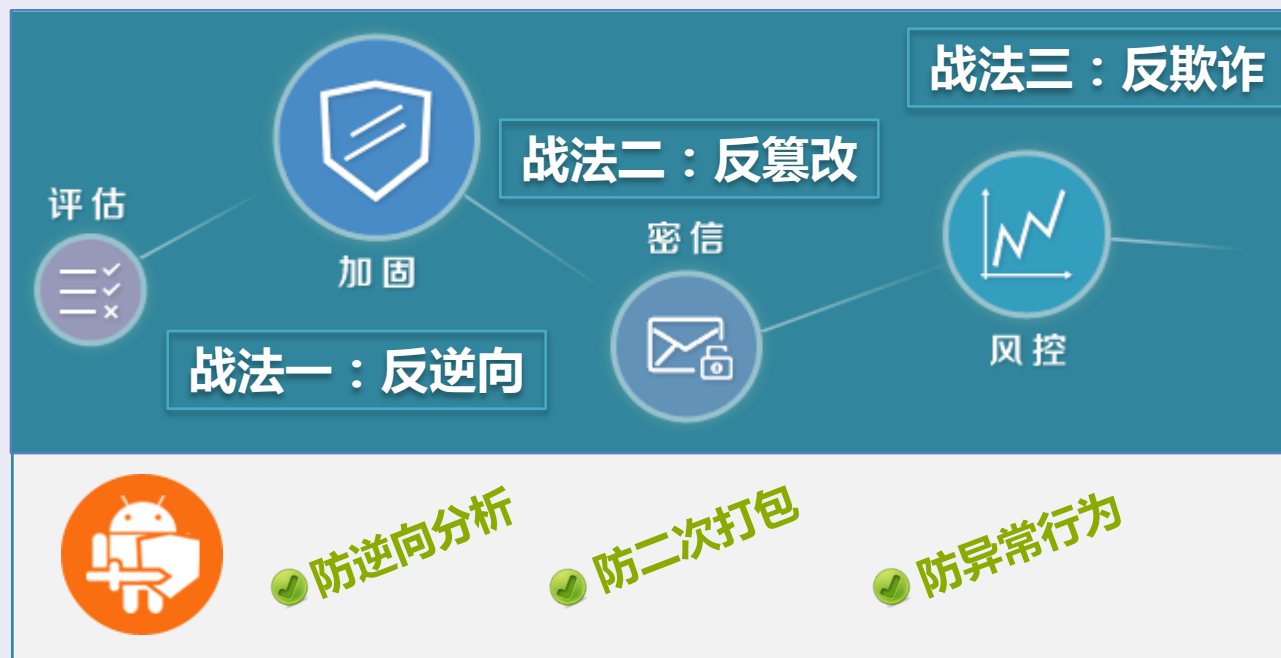 战法三：反欺诈
战法二：反篡改
评估
密信
加固
风控
战法一：反逆向
防逆向分析
防二次打包
防异常行为